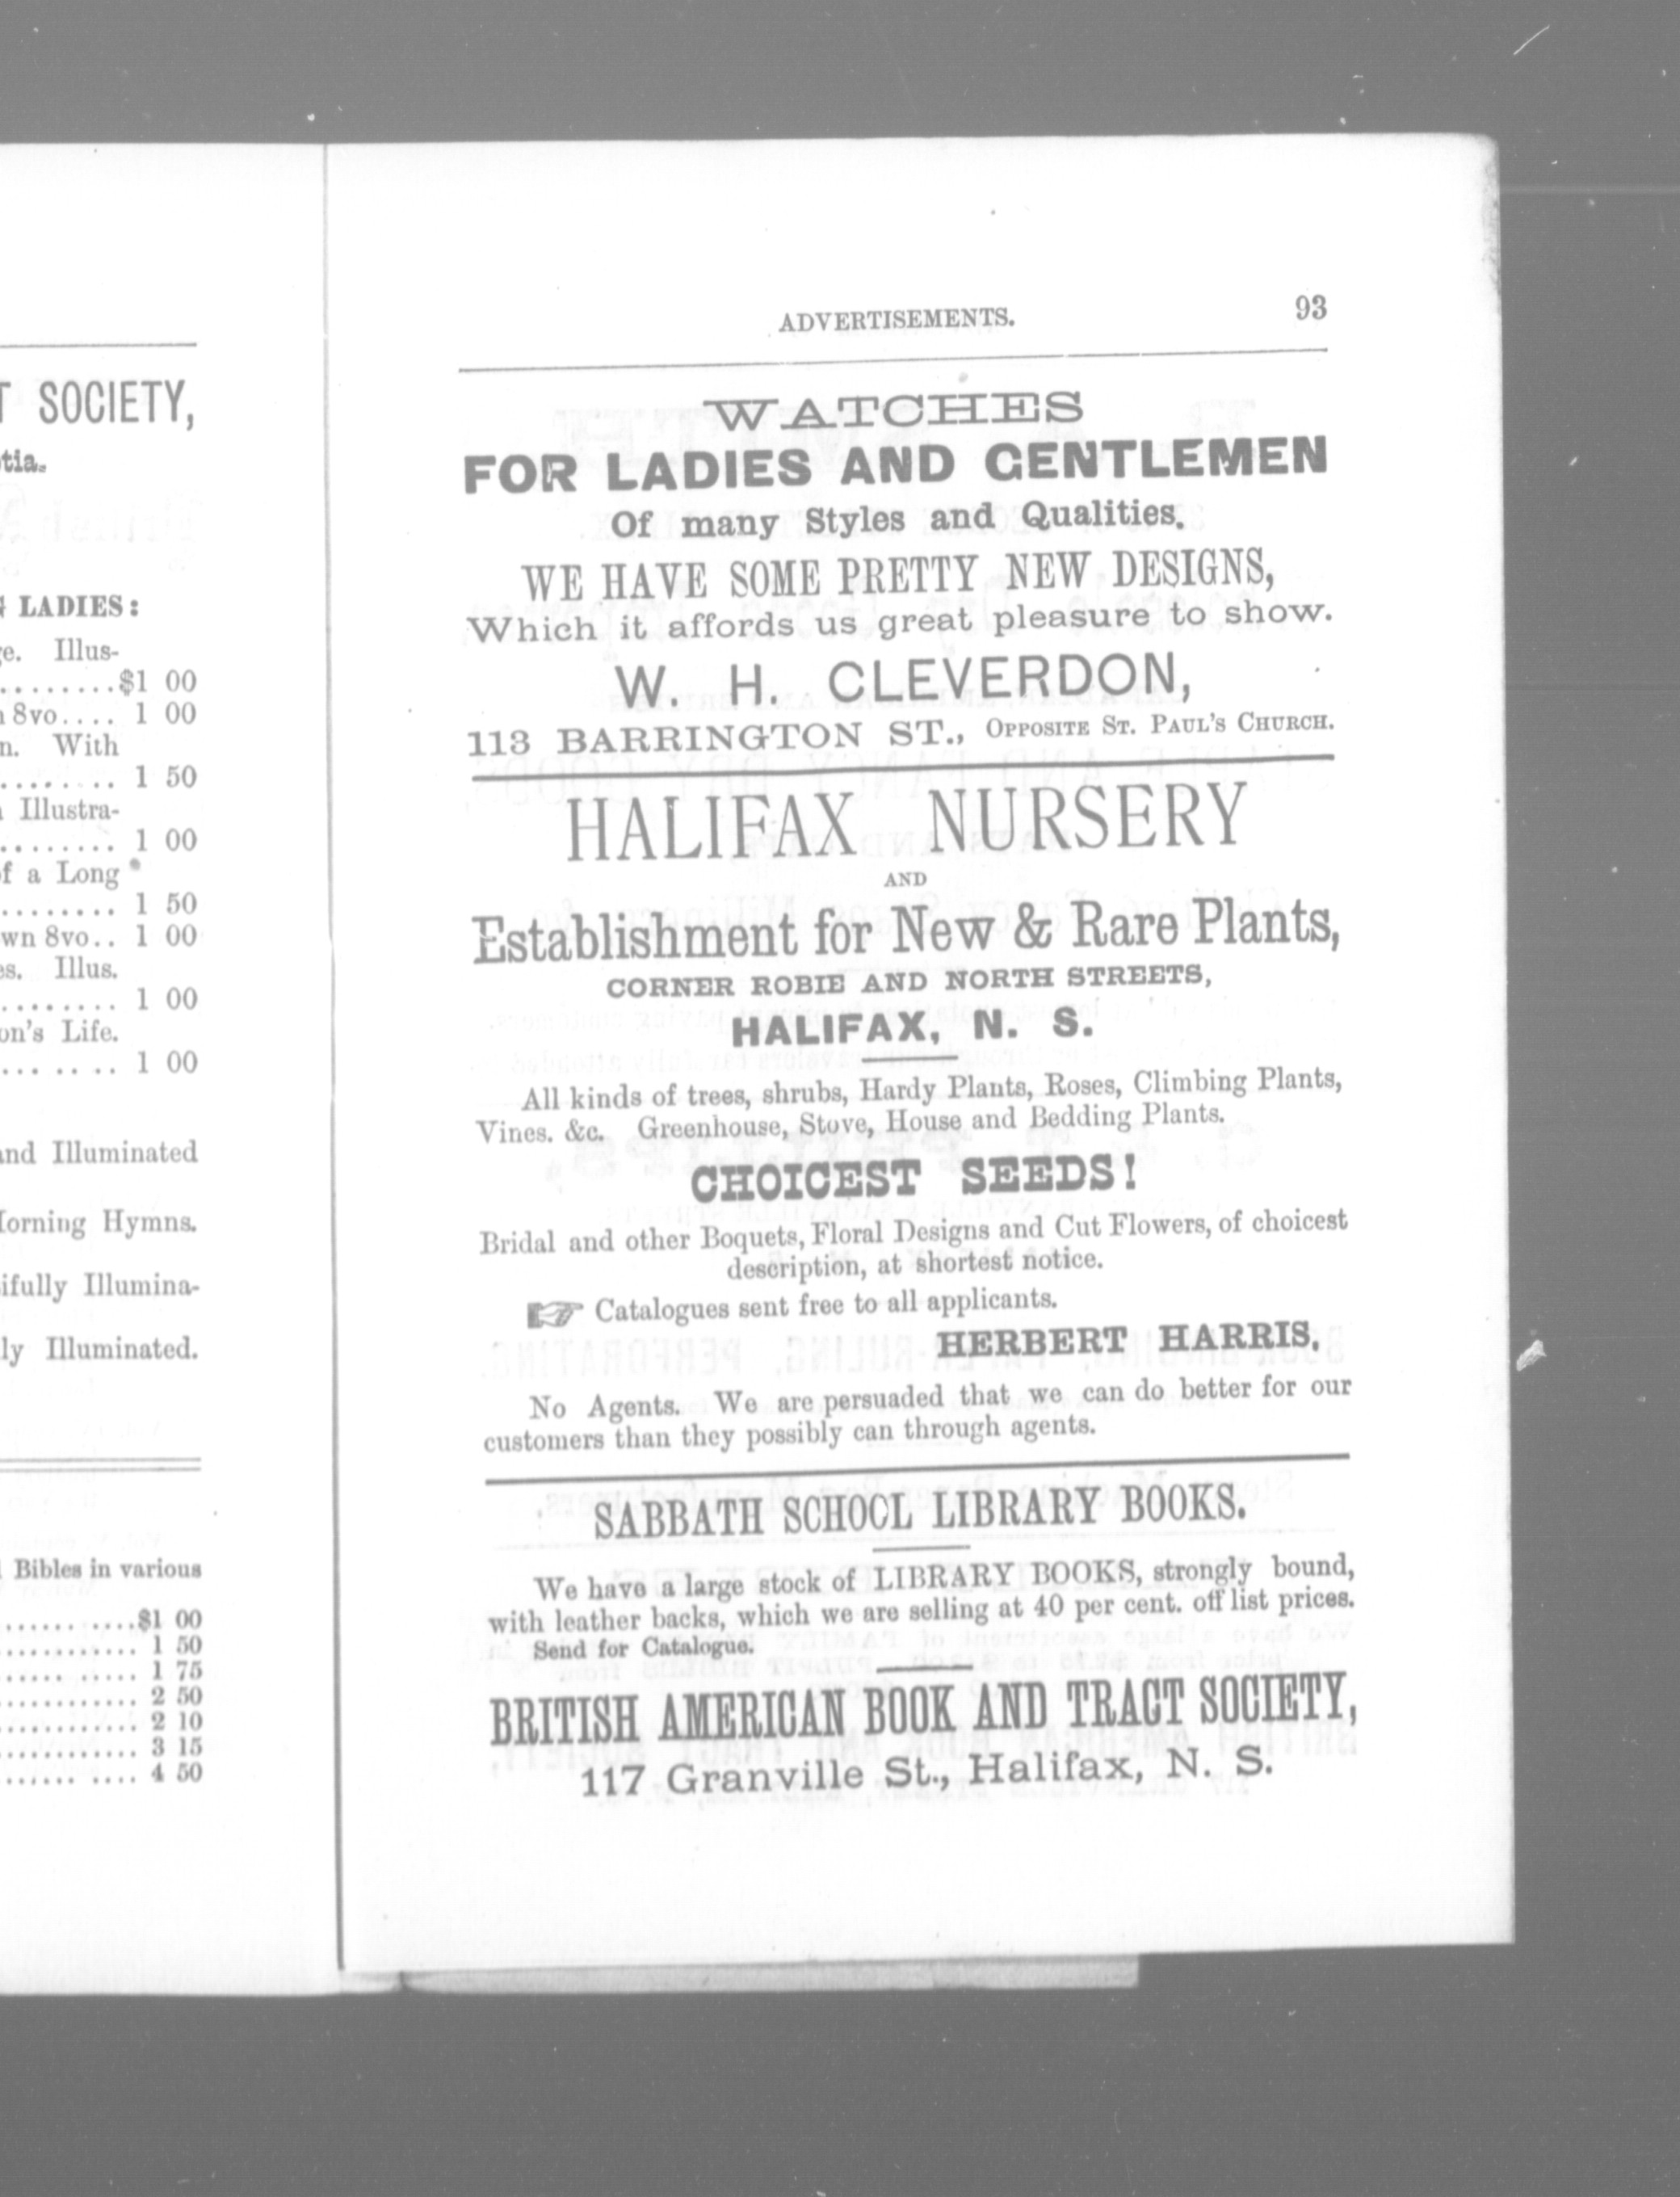 T SOCIETY,
tia.
LADIES:
ge. Illus-
.........$1 00
8vo.... 1 00
n. With
........ 1 50
Illustra-
......... 1 00
of a Long
......... 1 50
wn 8vo.. 1 00
es. Illus.
......... 1 00
on's Life.
......... 1 00
and Illuminated
Morning Hymns.
ifully Illumina-
ly Illuminated.
Bibles in various
............$1 00
............ 1 50
............ 1 75
............ 2 50
............ 2 10
............ 3 15
............ 4 50
ADVERTISEMENTS. 93
WATCHES
FOR LADIES AND GENTLEMEN
Of many Styles and Qualities.
WE HAVE SOME PRETTY NEW DESIGNS,
Which it affords us great pleasure to show.
W. H. CLEVERDON,
113 BARRINGTON ST., OPPOSITE ST. PAUL'S CHURCH.
HALIFAX NURSERY
AND
Establishment for New & Rare Plants,
CORNER ROBIE AND NORTH STREETS,
HALIFAX, N. S.
All kinds of trees, shrubs, Hardy Plants, Roses, Climbing Plants,
Vines. &c. Greenhouse, Stove, House and Bedding Plants.
CHOICEST SEEDS!
Bridal and other Boquets, Floral Designs and Cut Flowers, of choicest
description, at shortest notice.
☞ Catalogues sent free to all applicants.
HERBERT HARRIS,
No Agents. We are persuaded that we can do better for our
customers than they possibly can through agents.
SABBATH SCHOOL LIBRARY BOOKS.
We have a large stock of LIBRARY BOOKS, strongly bound,
with leather backs, which we are selling at 40 per cent. off list prices.
Send for Catalogue.
BRITISH AMERICAN BOOK AND TRACT SOCIETY,
117 Granville St., Halifax, N. S.